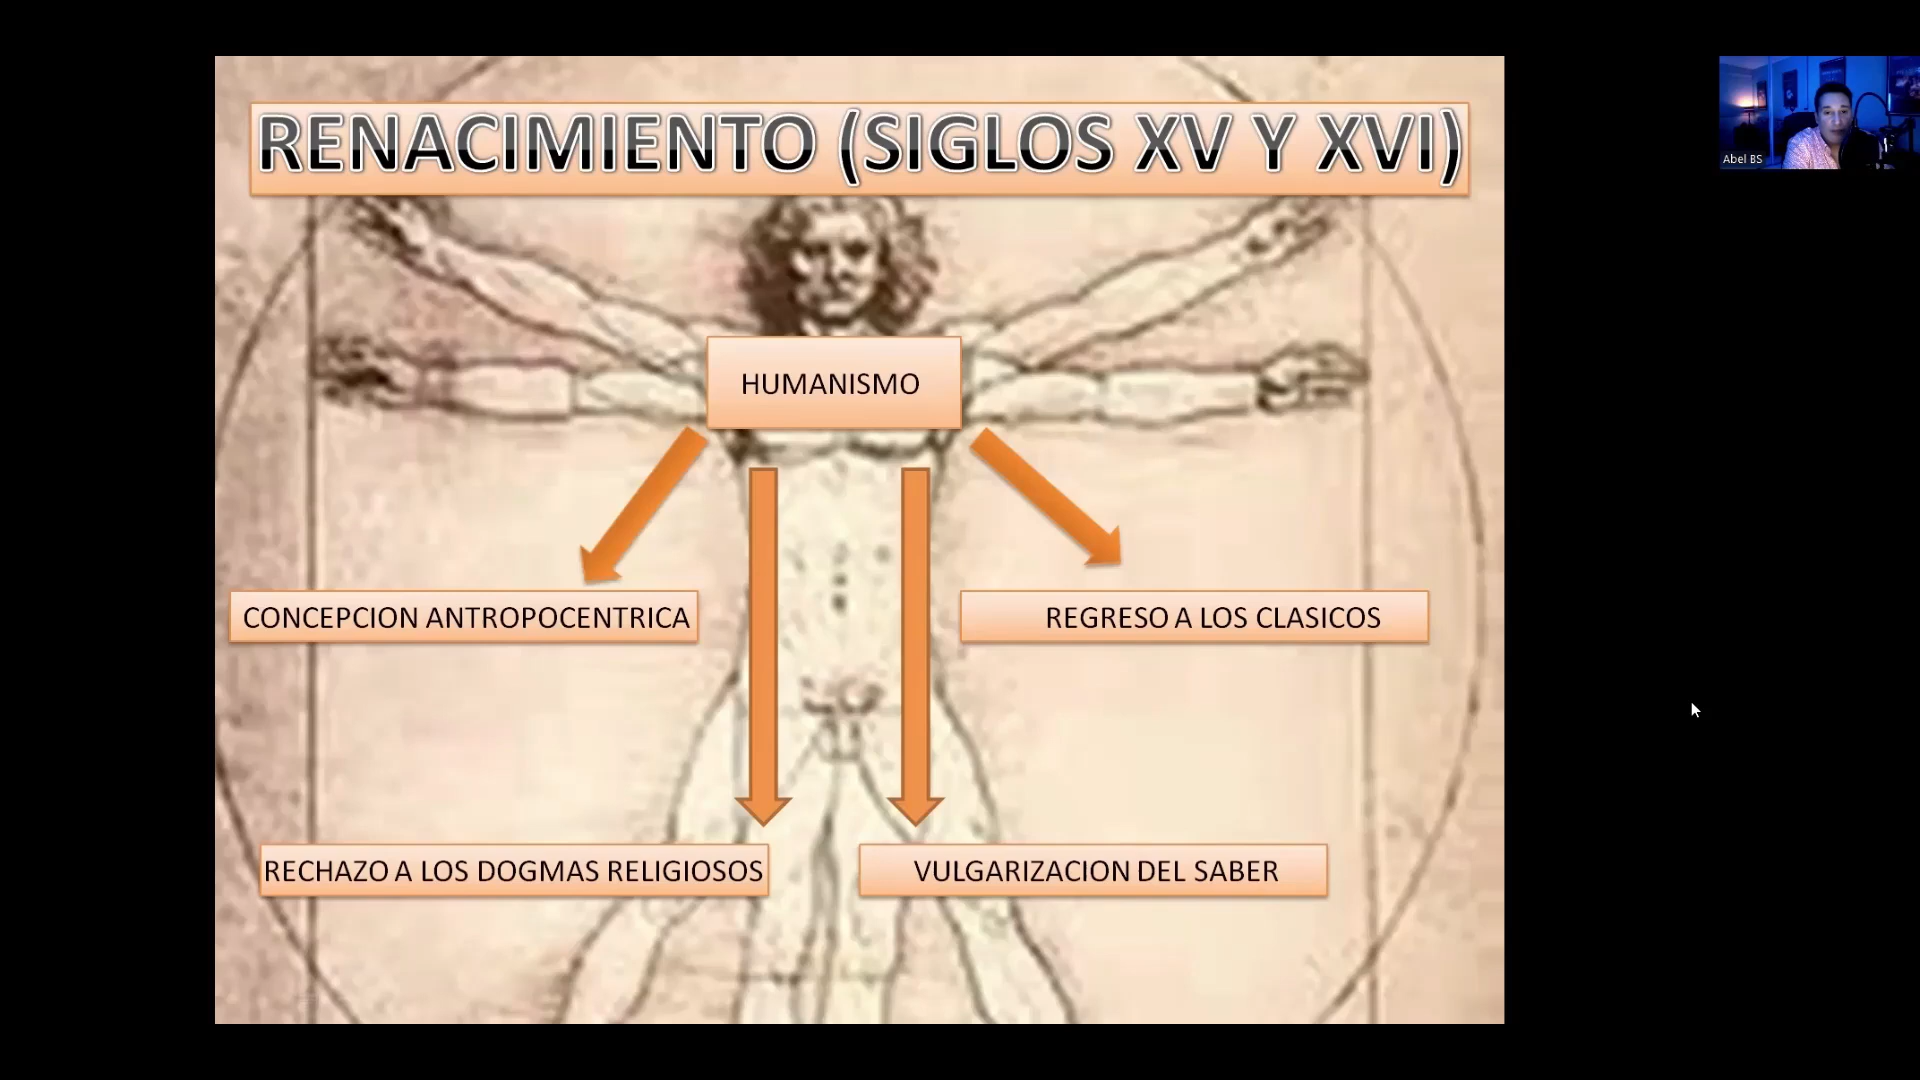 RENACIMIENTO (SIGLOS XV Y XVI)
Abel BS
HUMANISMO
CONCEPCION ANTROPOCENTRICA
REGRESO A LOS CLASICOS
RECHAZO A LOS DOGMAS RELIGIOSOS
VULGARIZACION DEL SABER